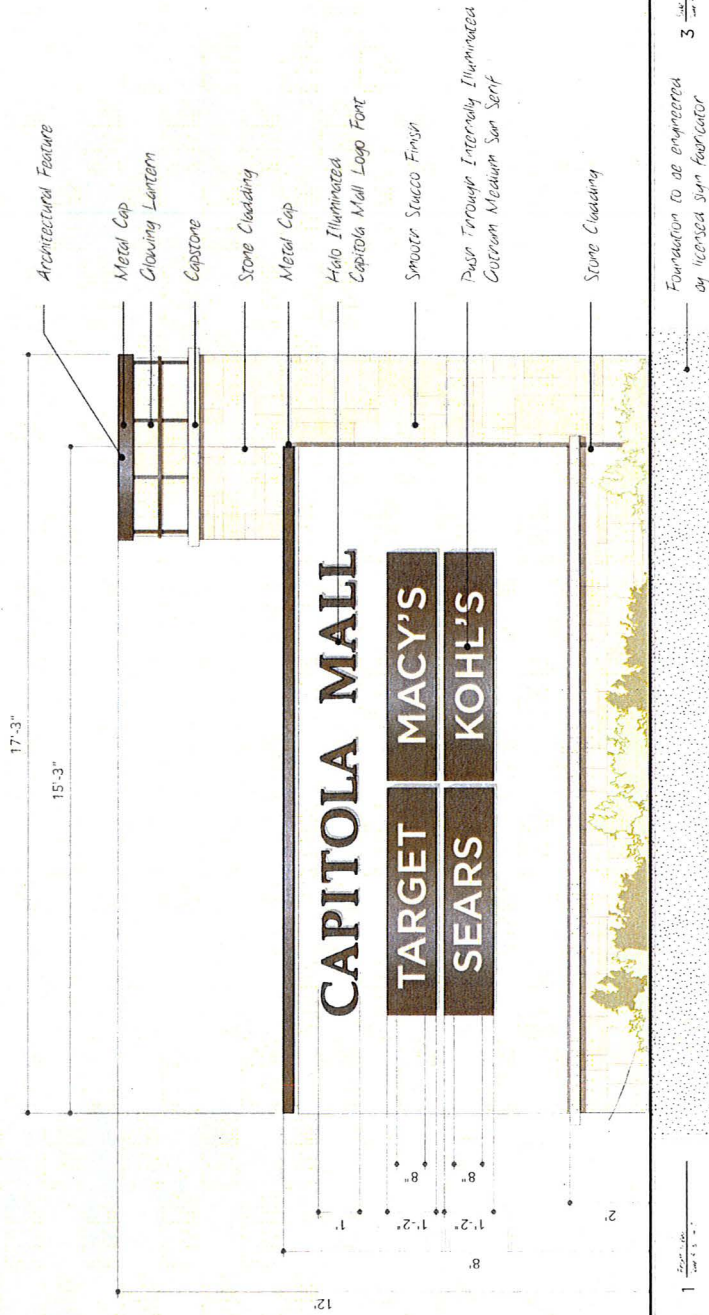 17'-3"
15'-3"
Architectural Feature
Metal Cap
Glowing Lantern
Capstone
Stone Cladding
Metal Cap
Halo Illuminated
Capitola Mall Logo Font
Smooth Stucco Finish
Push Through Internally Illuminated
Gotham Medium San Serif
Stone Cladding
Foundation to be engineered
by licensed sign fabricator
CAPITOLA MALL
TARGET MACY'S
SEARS KOHL'S
12'
8'
1'
1'-2"
8"
1'-2"
8"
2'
1
3